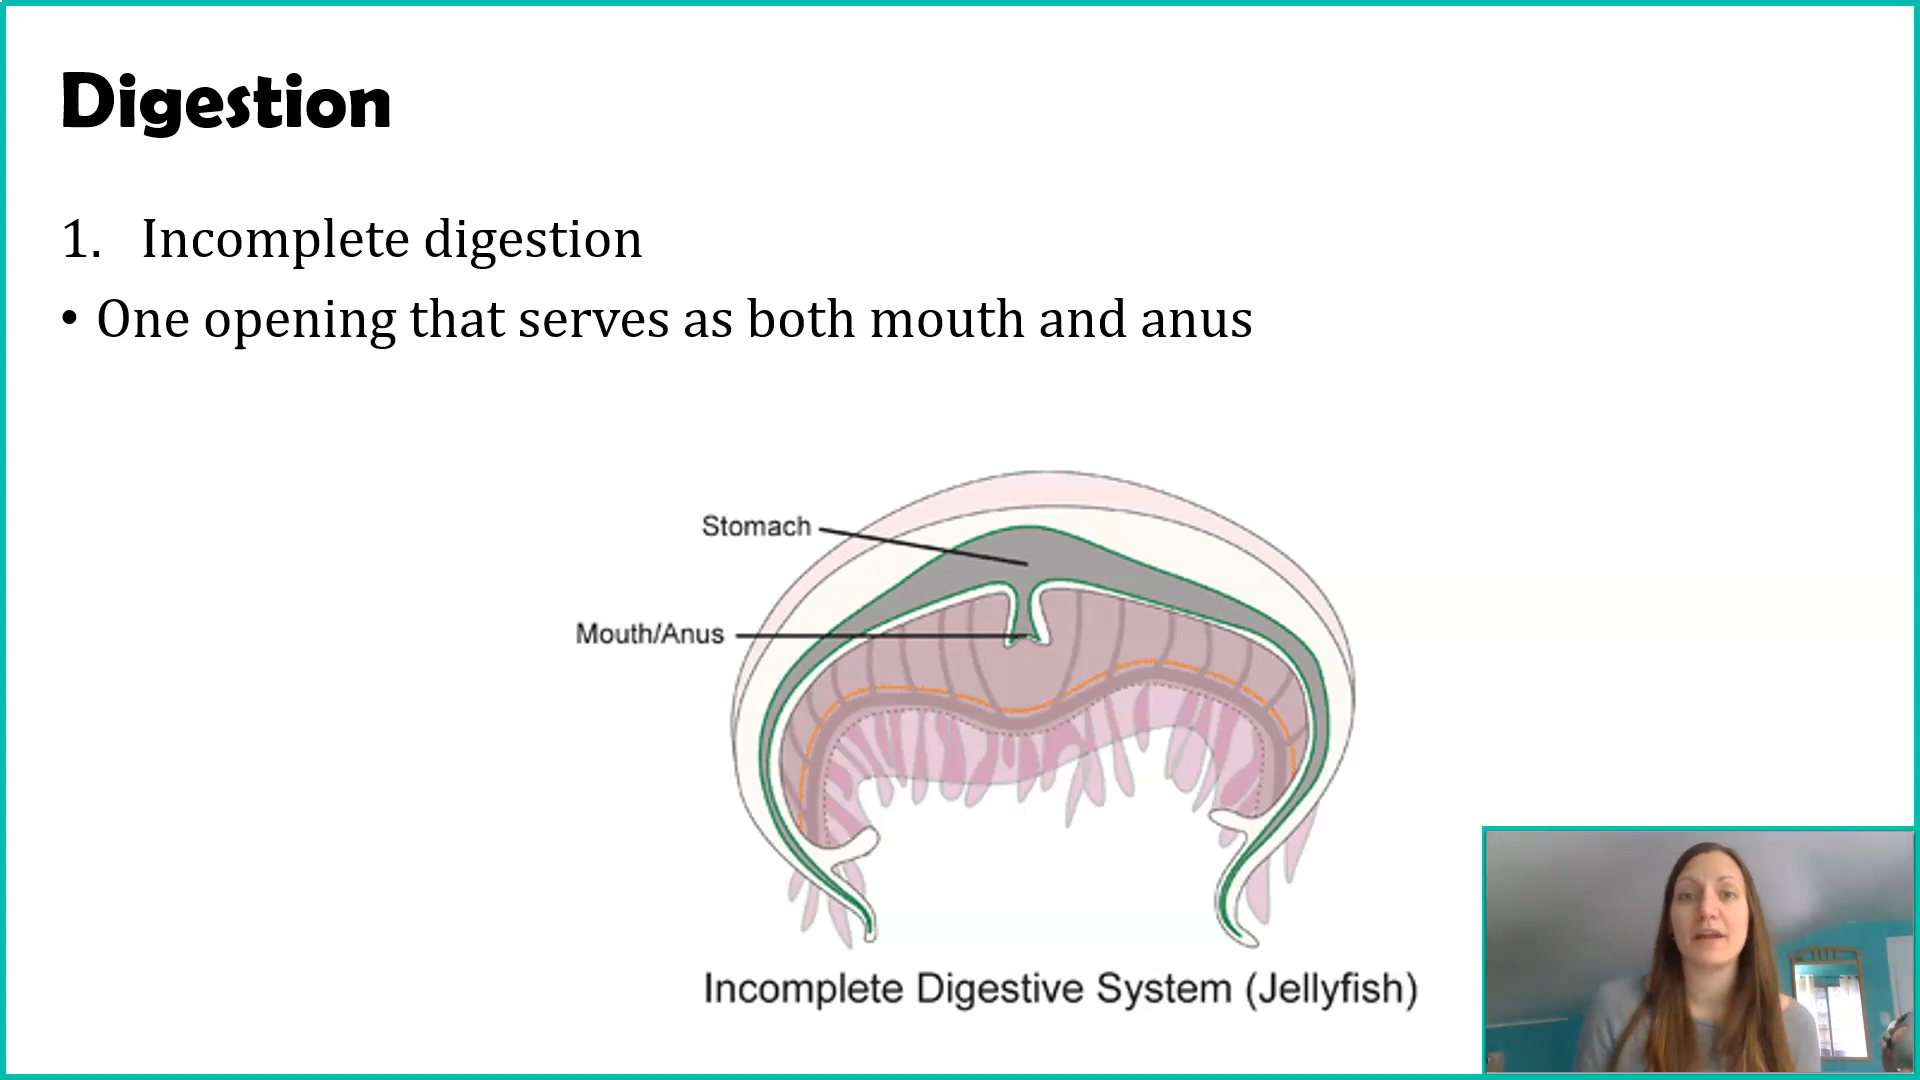 Digestion
1. Incomplete digestion
• One opening that serves as both mouth and anus
Stomach
Mouth/Anus
Incomplete Digestive System (Jellyfish)